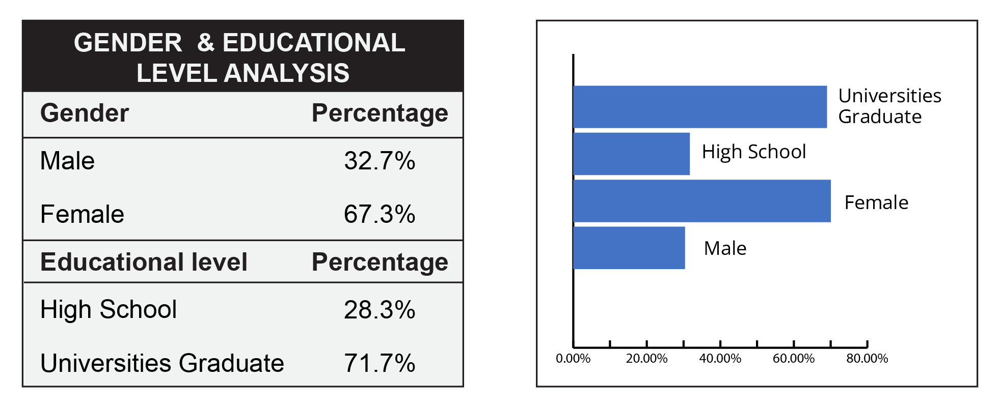 GENDER & EDUCATIONAL
LEVEL ANALYSIS
Gender Percentage
Male 32.7%
Female 67.3%
Educational level Percentage
High School 28.3%
Universities Graduate 71.7%
Universities
Graduate
High School
Female
Male
0.00% 20.00% 40.00% 60.00% 80.00%